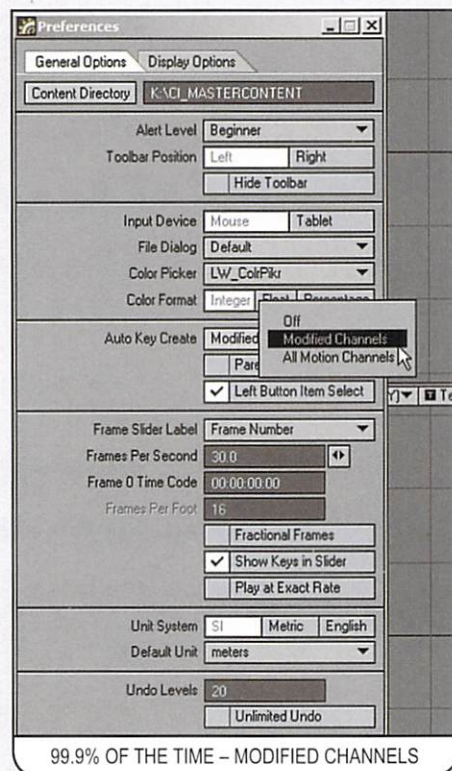 Preferences
General Options Display Options
Content Directory K:\CI_MASTERCONTENT
Alert Level Beginner
Toolbar Position Left Right
Hide Toolbar
Input Device Mouse Tablet
File Dialog Default
Color Picker LW_ColrPikr
Color Format Integer Float Percentage
Off
Auto Key Create Modified Modified Channels
All Motion Channels
Left Button Item Select
Frame Slider Label Frame Number
Frames Per Second 30.0
Frame 0 Time Code 00:00:00:00
Frames Per Foot 16
Fractional Frames
Show Keys in Slider
Play at Exact Rate
Unit System SI Metric English
Default Unit meters
Undo Levels 20
Unlimited Undo
99.9% OF THE TIME – MODIFIED CHANNELS